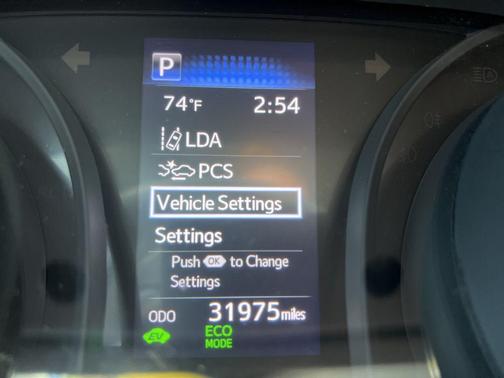 P
74°F 2:54
LDA
PCS
Vehicle Settings
Settings
Push OK to Change
Settings
ODO 31975 miles
EV ECO
MODE